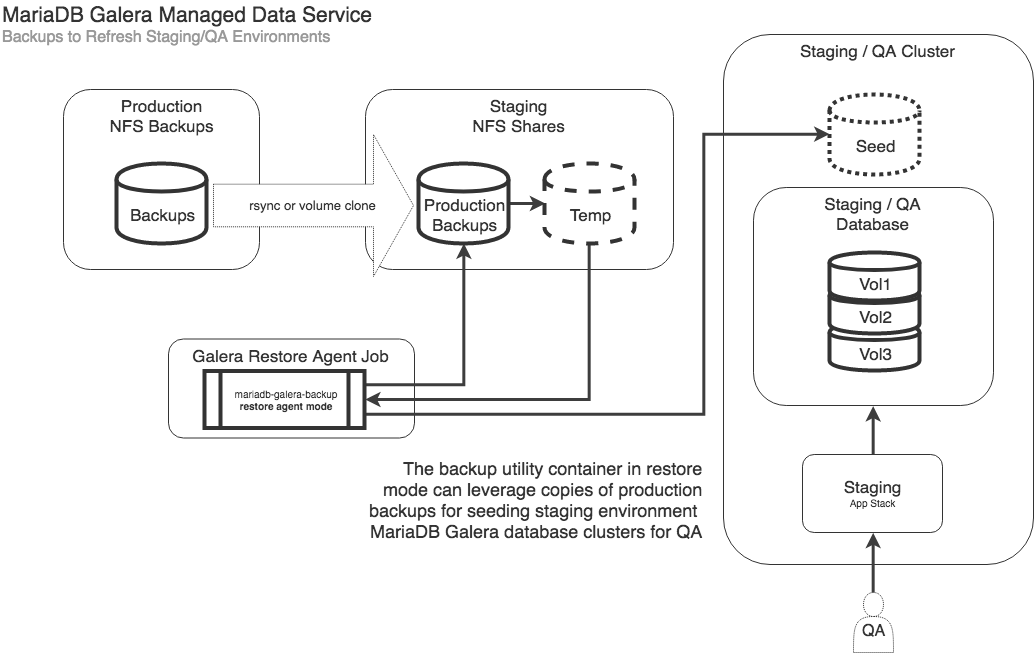 MariaDB Galera Managed Data Service
Backups to Refresh Staging/QA Environments
Production
NFS Backups
Backups
rsync or volume clone
Staging
NFS Shares
Production
Backups
Temp
Staging / QA Cluster
Seed
Staging / QA
Database
Vol1
Vol2
Vol3
Galera Restore Agent Job
mariadb-galera-backup
restore agent mode
The backup utility container in restore
mode can leverage copies of production
backups for seeding staging environment
MariaDB Galera database clusters for QA
Staging
App Stack
QA